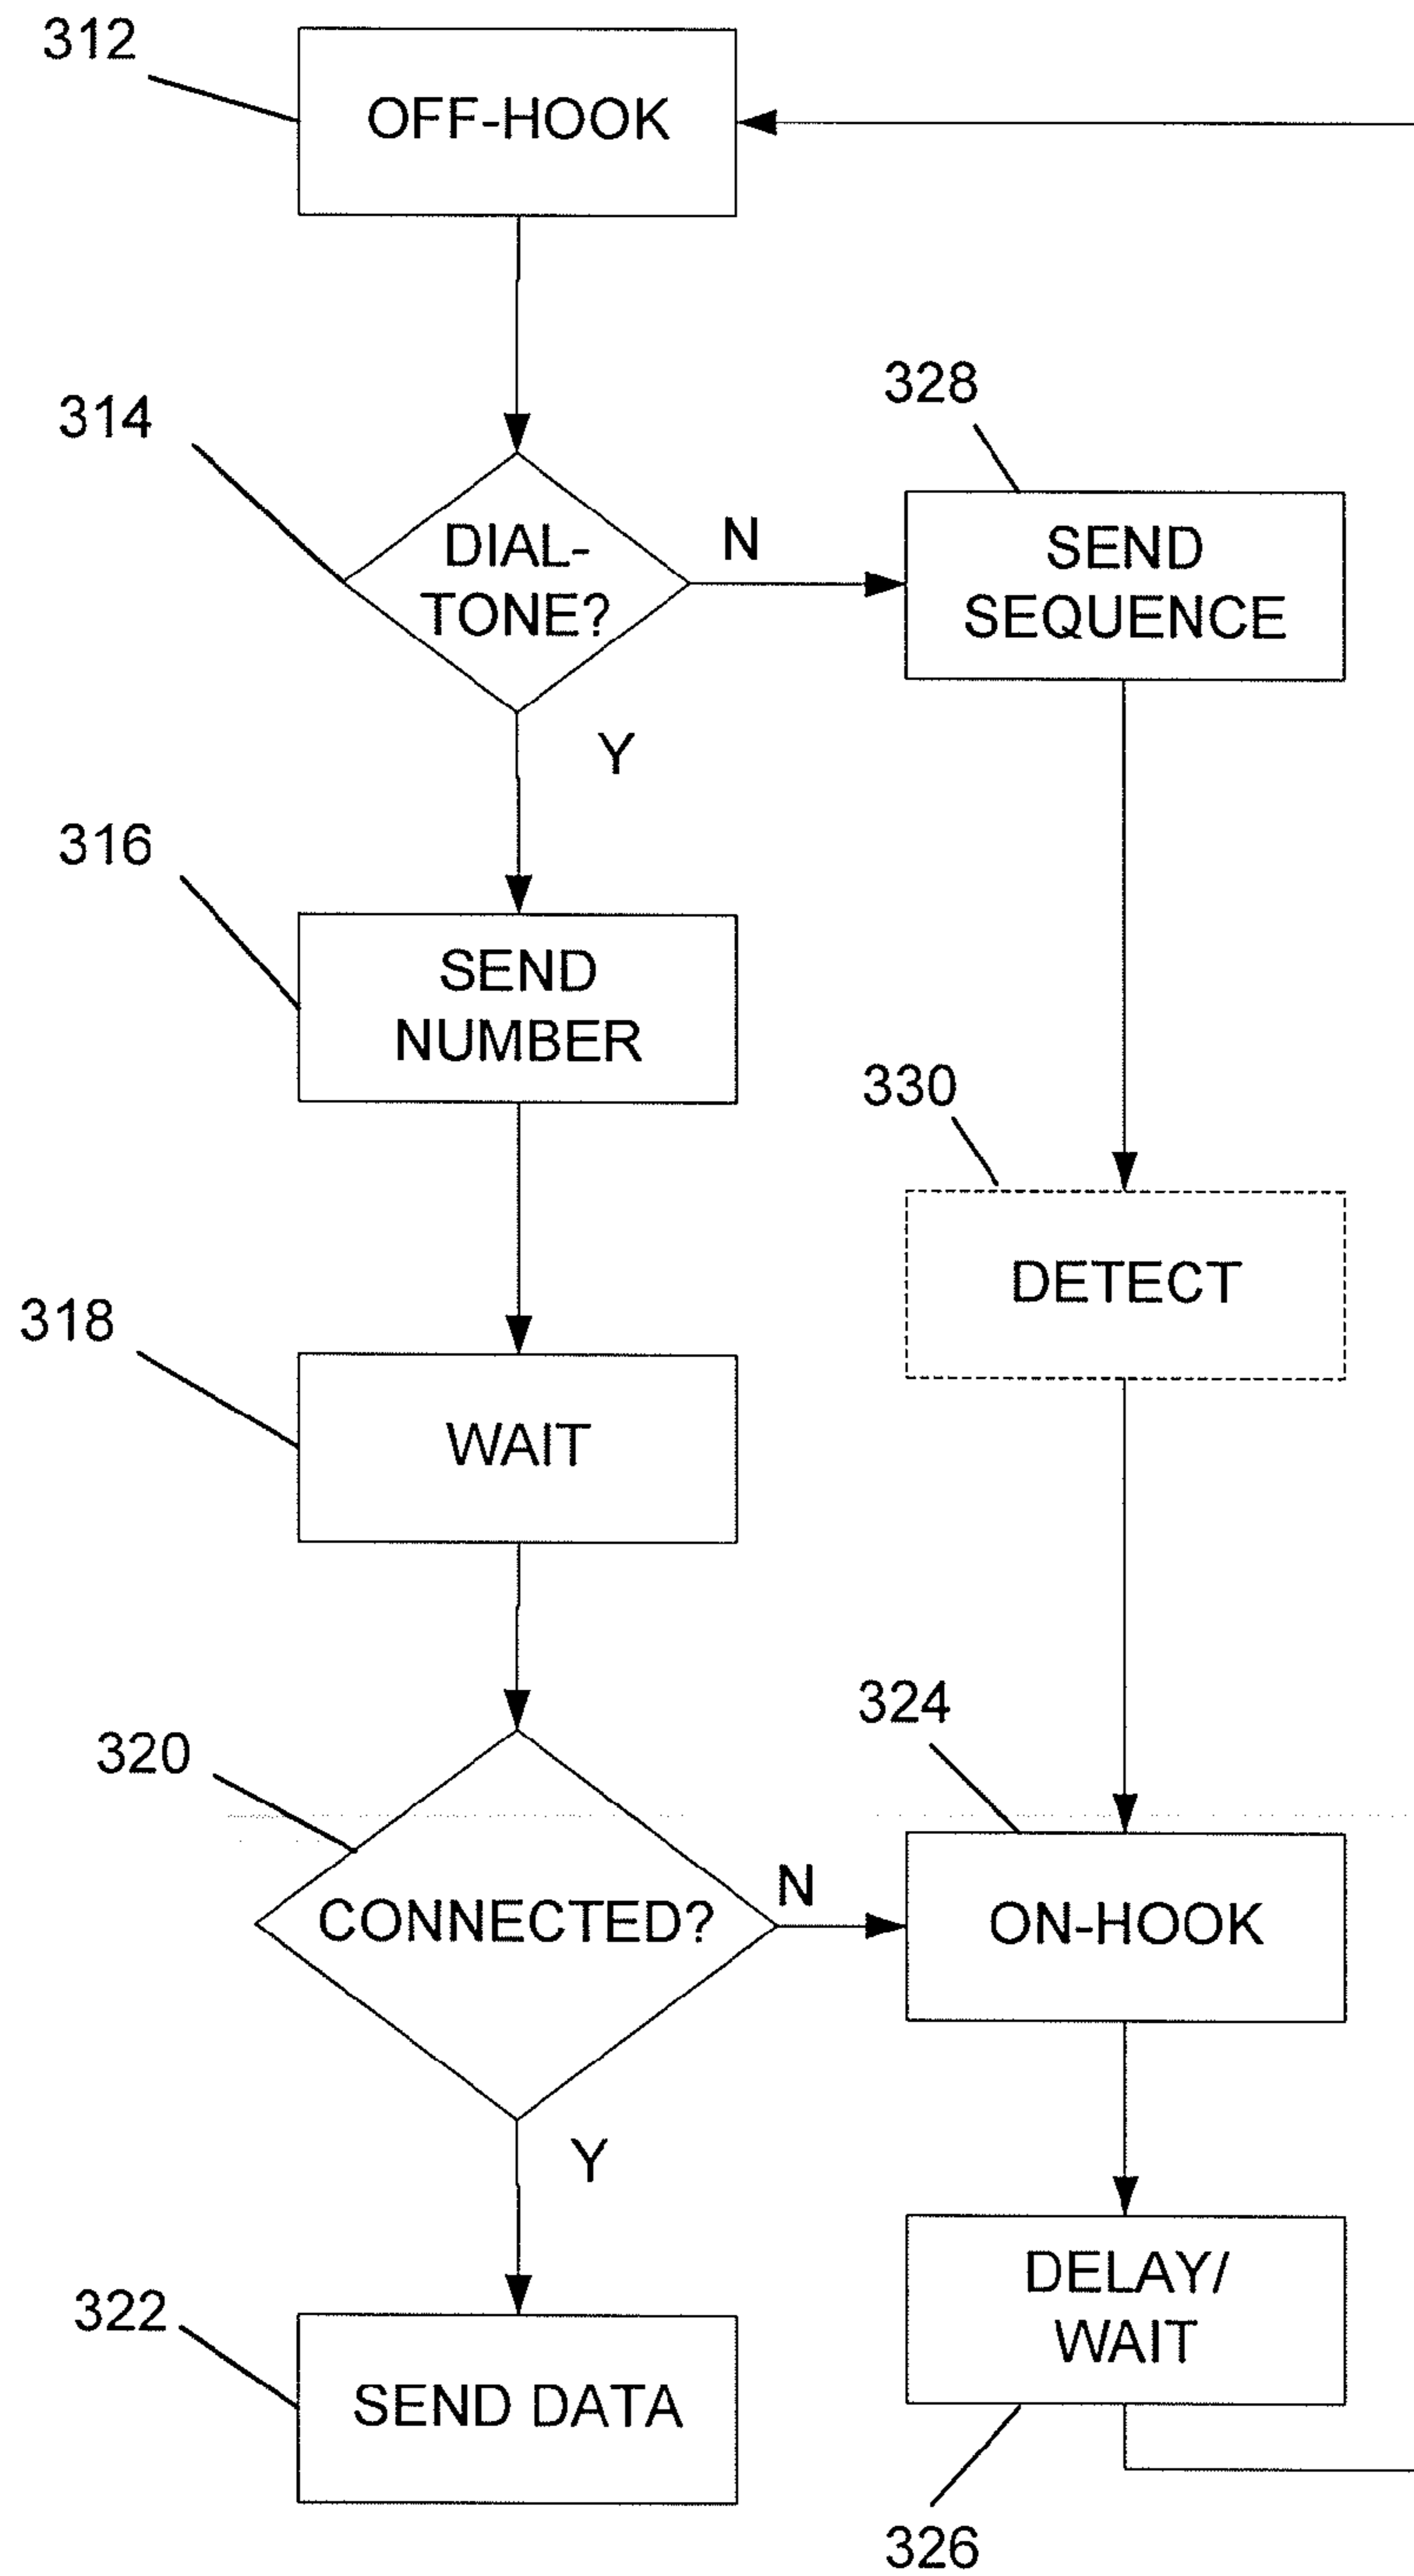 312
OFF-HOOK
314
DIAL-
TONE?
N
328
SEND
SEQUENCE
Y
316
SEND
NUMBER
330
DETECT
318
WAIT
320
CONNECTED?
N
324
ON-HOOK
Y
322
SEND DATA
DELAY/
WAIT
326